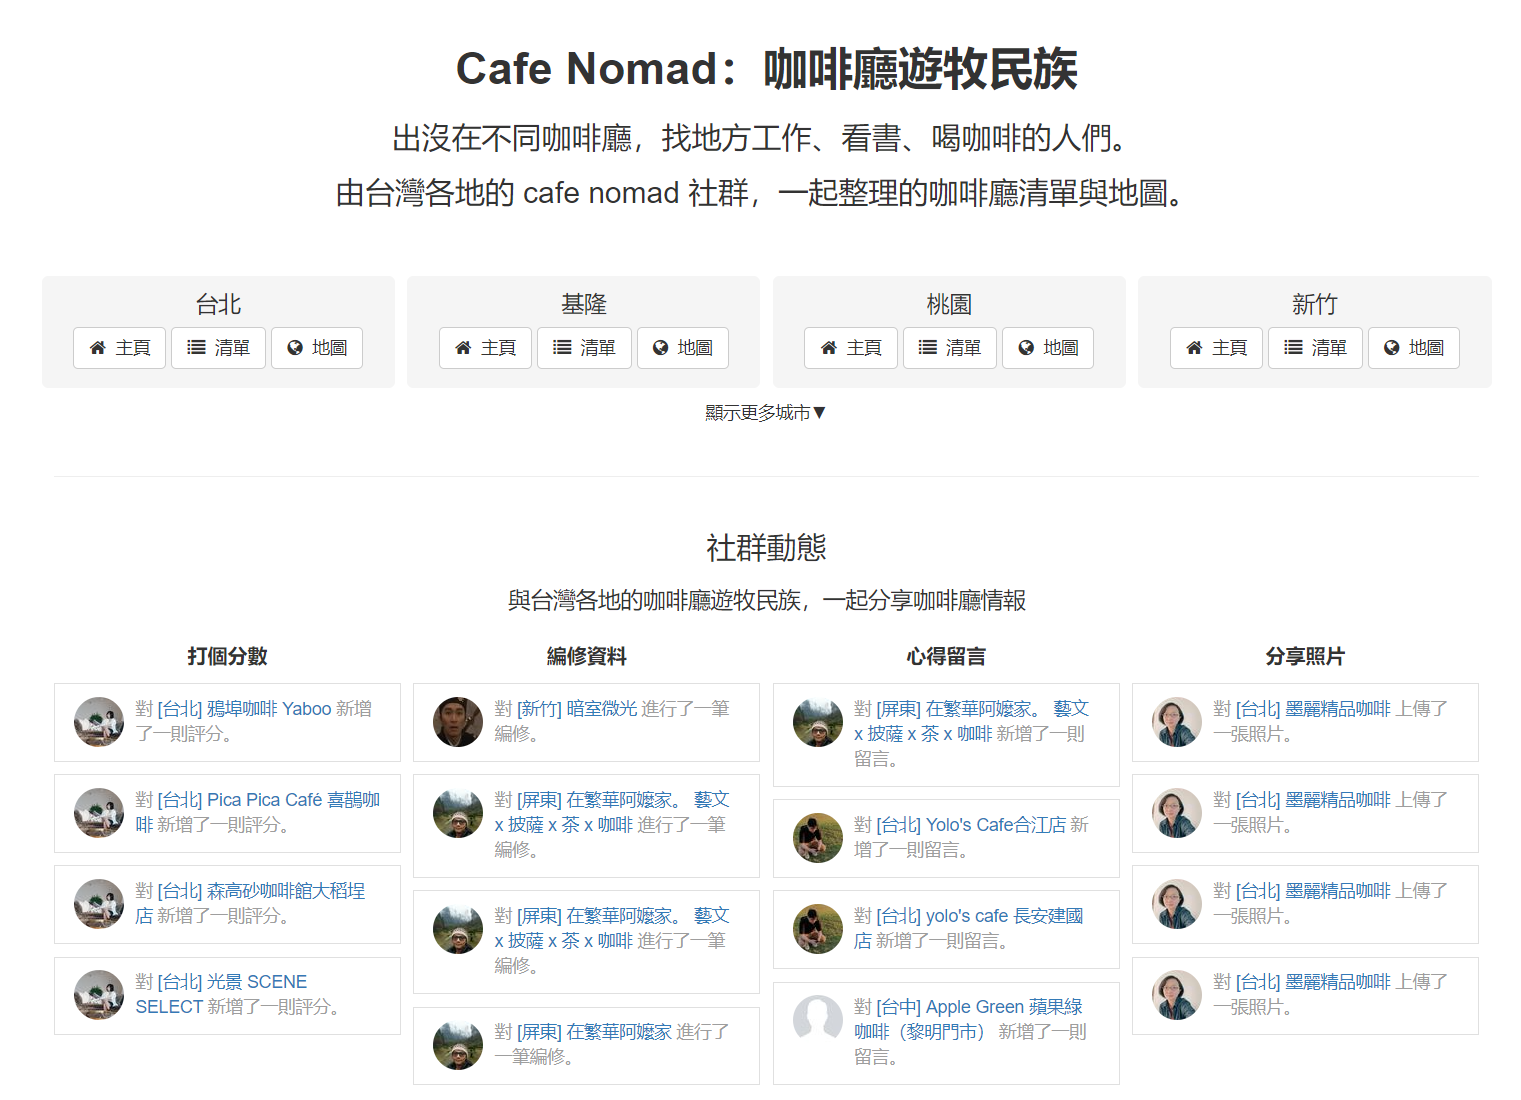 Cafe Nomad：咖啡廳遊牧民族
出沒在不同咖啡廳，找地方工作、看書、喝咖啡的人們。
由台灣各地的 cafe nomad 社群，一起整理的咖啡廳清單與地圖。
台北
主頁 清單 地圖
基隆
主頁 清單 地圖
桃園
主頁 清單 地圖
新竹
主頁 清單 地圖
顯示更多城市▼
社群動態
與台灣各地的咖啡廳遊牧民族，一起分享咖啡廳情報
打個分數
對 [台北] 鴉埠咖啡 Yaboo 新增
了一則評分。
對 [台北] Pica Pica Café 喜鵲咖
啡 新增了一則評分。
對 [台北] 森高砂咖啡館大稻埕
店 新增了一則評分。
對 [台北] 光景 SCENE
SELECT 新增了一則評分。
編修資料
對 [新竹] 暗室微光 進行了一筆
編修。
對 [屏東] 在繁華阿嬤家。 藝文
x 披薩 x 茶 x 咖啡 進行了一筆
編修。
對 [屏東] 在繁華阿嬤家。 藝文
x 披薩 x 茶 x 咖啡 進行了一筆
編修。
對 [屏東] 在繁華阿嬤家 進行了
一筆編修。
心得留言
對 [屏東] 在繁華阿嬤家。 藝文
x 披薩 x 茶 x 咖啡 新增了一則
留言。
對 [台北] Yolo's Cafe合江店 新
增了一則留言。
對 [台北] yolo's cafe 長安建國
店 新增了一則留言。
對 [台中] Apple Green 蘋果綠
咖啡（黎明門市） 新增了一則
留言。
分享照片
對 [台北] 墨麗精品咖啡 上傳了
一張照片。
對 [台北] 墨麗精品咖啡 上傳了
一張照片。
對 [台北] 墨麗精品咖啡 上傳了
一張照片。
對 [台北] 墨麗精品咖啡 上傳了
一張照片。